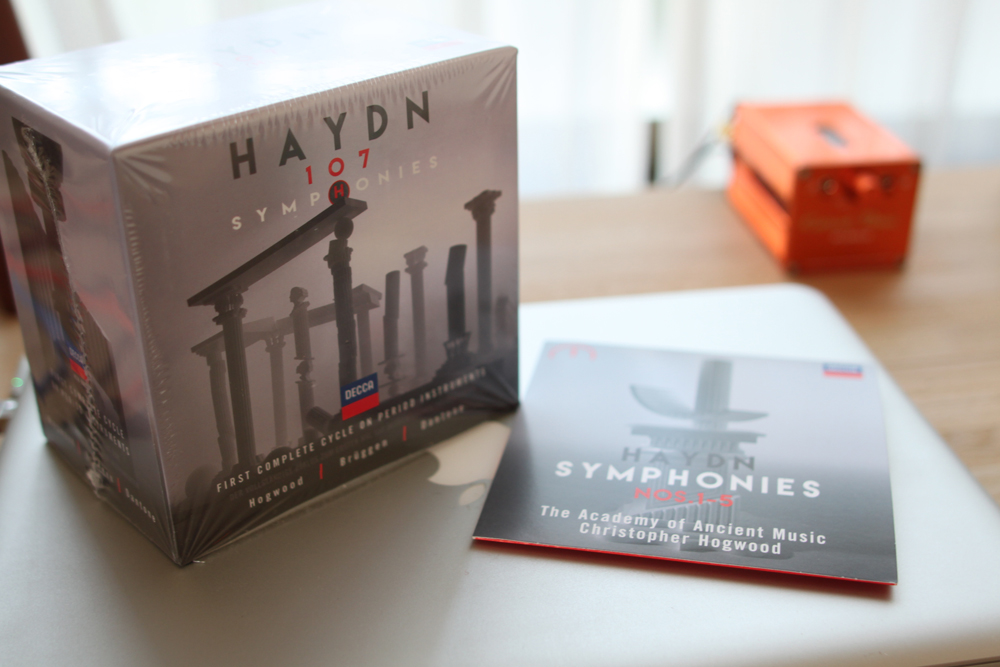 HAYDN
107
SYMPHONIES
DECCA
FIRST COMPLETE CYCLE ON PERIOD INSTRUMENTS
Hogwood | Brüggen | Dantone
Dantone
HAYDN
SYMPHONIES
NOS. 1-5
The Academy of Ancient Music
Christopher Hogwood